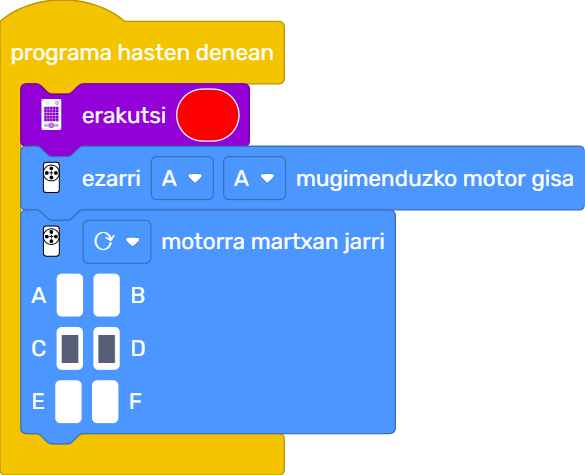 programa hasten denean
erakutsi
ezarri A A mugimenduzko motor gisa
motorra martxan jarri
A B
C D
E F